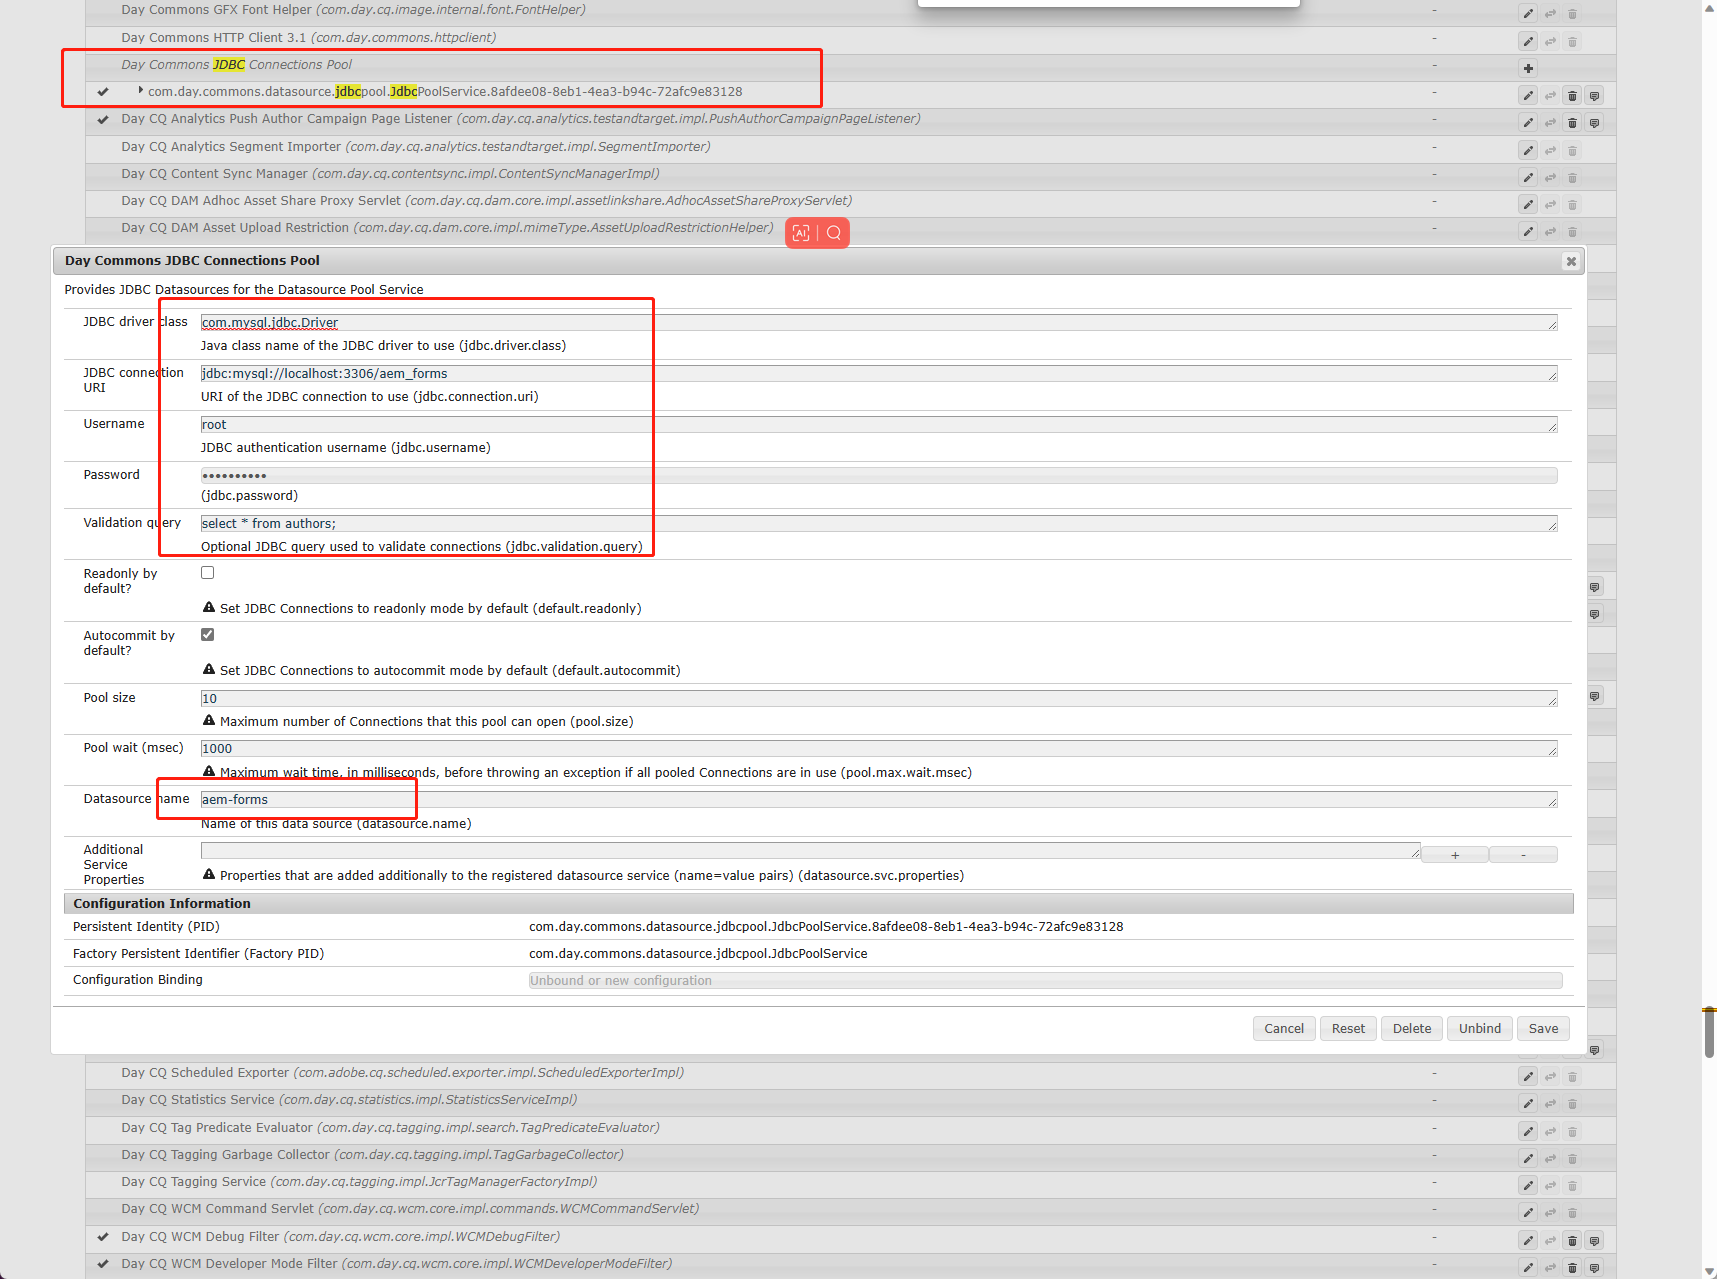 Day Commons GFX Font Helper (com.day.cq.image.internal.font.FontHelper) -
Day Commons HTTP Client 3.1 (com.day.commons.httpclient) -
Day Commons JDBC Connections Pool -
com.day.commons.datasource.jdbcpool.JdbcPoolService.8afdee08-8eb1-4ea3-b94c-72afc9e83128
Day CQ Analytics Push Author Campaign Page Listener (com.day.cq.analytics.testandtarget.impl.PushAuthorCampaignPageListener) -
Day CQ Analytics Segment Importer (com.day.cq.analytics.testandtarget.impl.SegmentImporter) -
Day CQ Content Sync Manager (com.day.cq.contentsync.impl.ContentSyncManagerImpl) -
Day CQ DAM Adhoc Asset Share Proxy Servlet (com.day.cq.dam.core.impl.assetlinkshare.AdhocAssetShareProxyServlet) -
Day CQ DAM Asset Upload Restriction (com.day.cq.dam.core.impl.mimeType.AssetUploadRestrictionHelper) -
AI
Day Commons JDBC Connections Pool
Provides JDBC Datasources for the Datasource Pool Service
JDBC driver class com.mysql.jdbc.Driver
Java class name of the JDBC driver to use (jdbc.driver.class)
JDBC connection URI jdbc:mysql://localhost:3306/aem_forms
URI of the JDBC connection to use (jdbc.connection.uri)
Username root
JDBC authentication username (jdbc.username)
Password ••••••••••
(jdbc.password)
Validation query select * from authors;
Optional JDBC query used to validate connections (jdbc.validation.query)
Readonly by default?
Set JDBC Connections to readonly mode by default (default.readonly)
Autocommit by default?
Set JDBC Connections to autocommit mode by default (default.autocommit)
Pool size 10
Maximum number of Connections that this pool can open (pool.size)
Pool wait (msec) 1000
Maximum wait time, in milliseconds, before throwing an exception if all pooled Connections are in use (pool.max.wait.msec)
Datasource name aem-forms
Name of this data source (datasource.name)
Additional Service Properties + -
Properties that are added additionally to the registered datasource service (name=value pairs) (datasource.svc.properties)
Configuration Information
Persistent Identity (PID) com.day.commons.datasource.jdbcpool.JdbcPoolService.8afdee08-8eb1-4ea3-b94c-72afc9e83128
Factory Persistent Identifier (Factory PID) com.day.commons.datasource.jdbcpool.JdbcPoolService
Configuration Binding Unbound or new configuration
Cancel Reset Delete Unbind Save
Day CQ Scheduled Exporter (com.adobe.cq.scheduled.exporter.impl.ScheduledExporterImpl) -
Day CQ Statistics Service (com.day.cq.statistics.impl.StatisticsServiceImpl) -
Day CQ Tag Predicate Evaluator (com.day.cq.tagging.impl.search.TagPredicateEvaluator) -
Day CQ Tagging Garbage Collector (com.day.cq.tagging.impl.TagGarbageCollector) -
Day CQ Tagging Service (com.day.cq.tagging.impl.JcrTagManagerFactoryImpl) -
Day CQ WCM Command Servlet (com.day.cq.wcm.core.impl.commands.WCMCommandServlet) -
Day CQ WCM Debug Filter (com.day.cq.wcm.core.impl.WCMDebugFilter) -
Day CQ WCM Developer Mode Filter (com.day.cq.wcm.core.impl.WCMDeveloperModeFilter) -